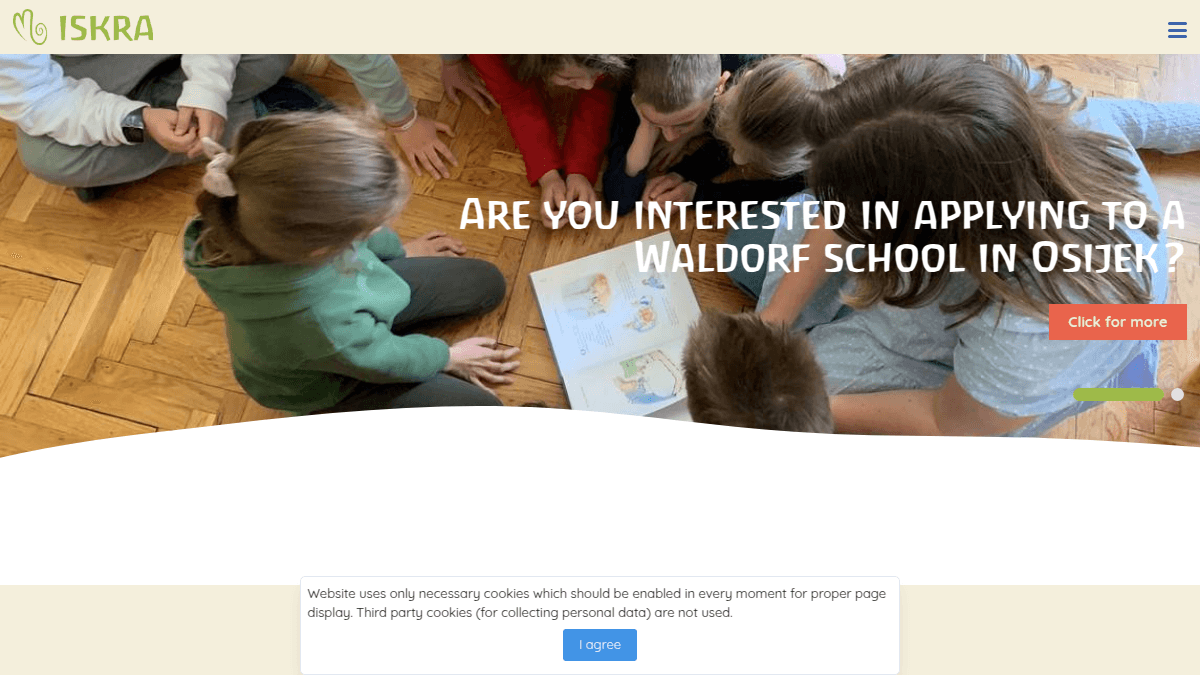 ISKRA
Are you interested in applying to a
Waldorf school in Osijek?
Click for more
Website uses only necessary cookies which should be enabled in every moment for proper page
display. Third party cookies (for collecting personal data) are not used.
I agree